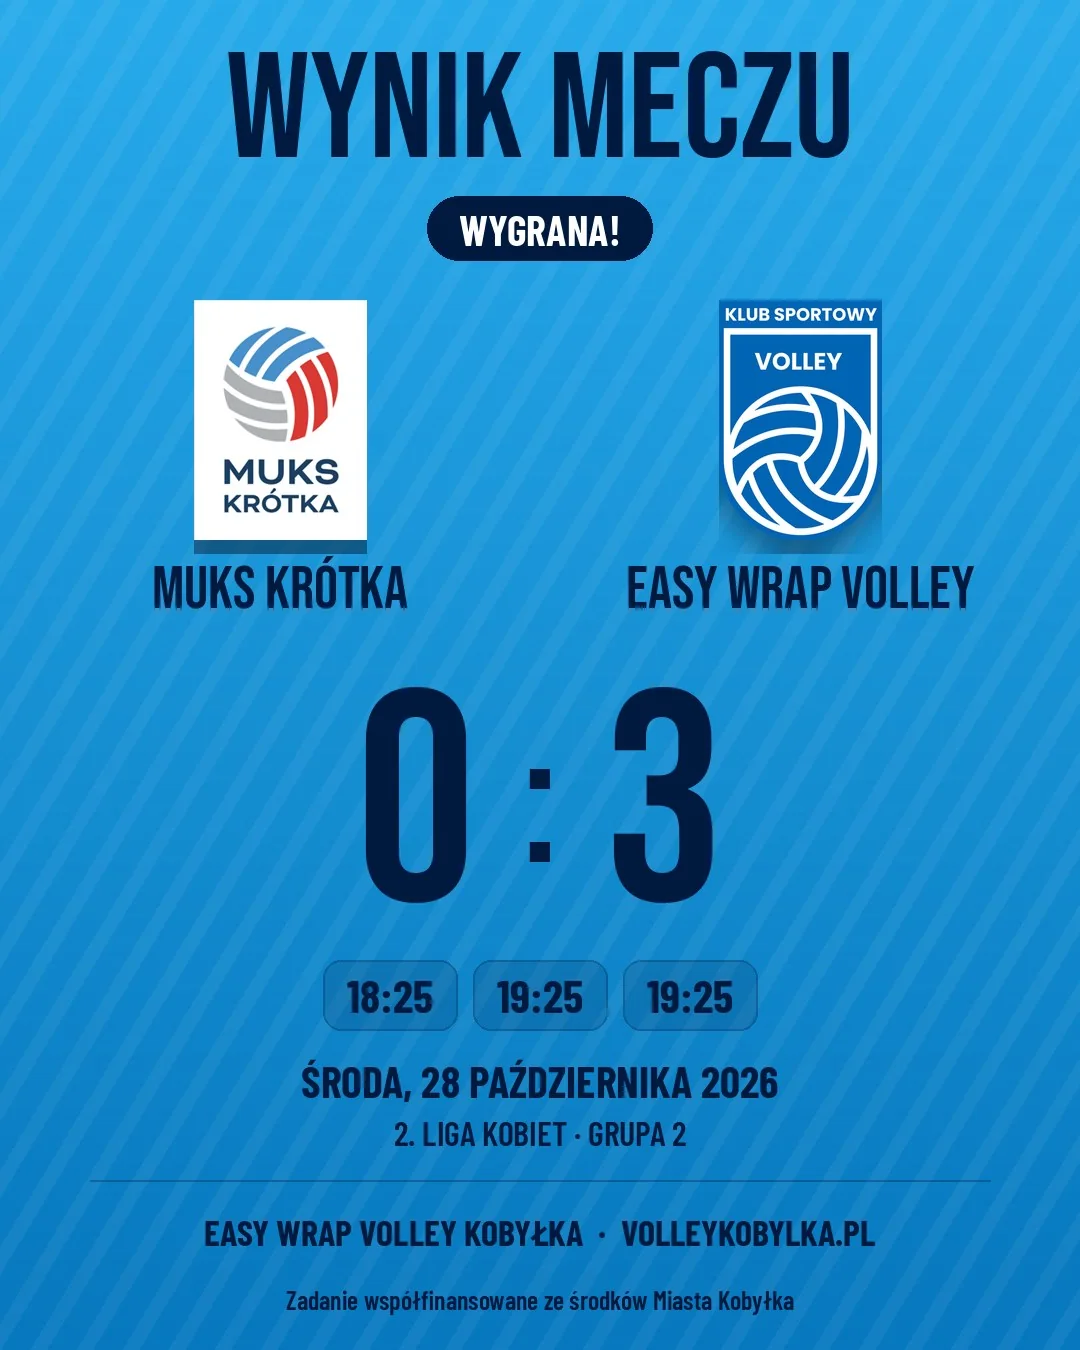 WYNIK MECZU
WYGRANA!
MUKS
KRÓTKA
KLUB SPORTOWY
VOLLEY
MUKS KRÓTKA
EASY WRAP VOLLEY
0 : 3
18:25 19:25 19:25
ŚRODA, 28 PAŹDZIERNIKA 2026
2. LIGA KOBIET · GRUPA 2
EASY WRAP VOLLEY KOBYŁKA · VOLLEYKOBYLKA.PL
Zadanie współfinansowane ze środków Miasta Kobyłka